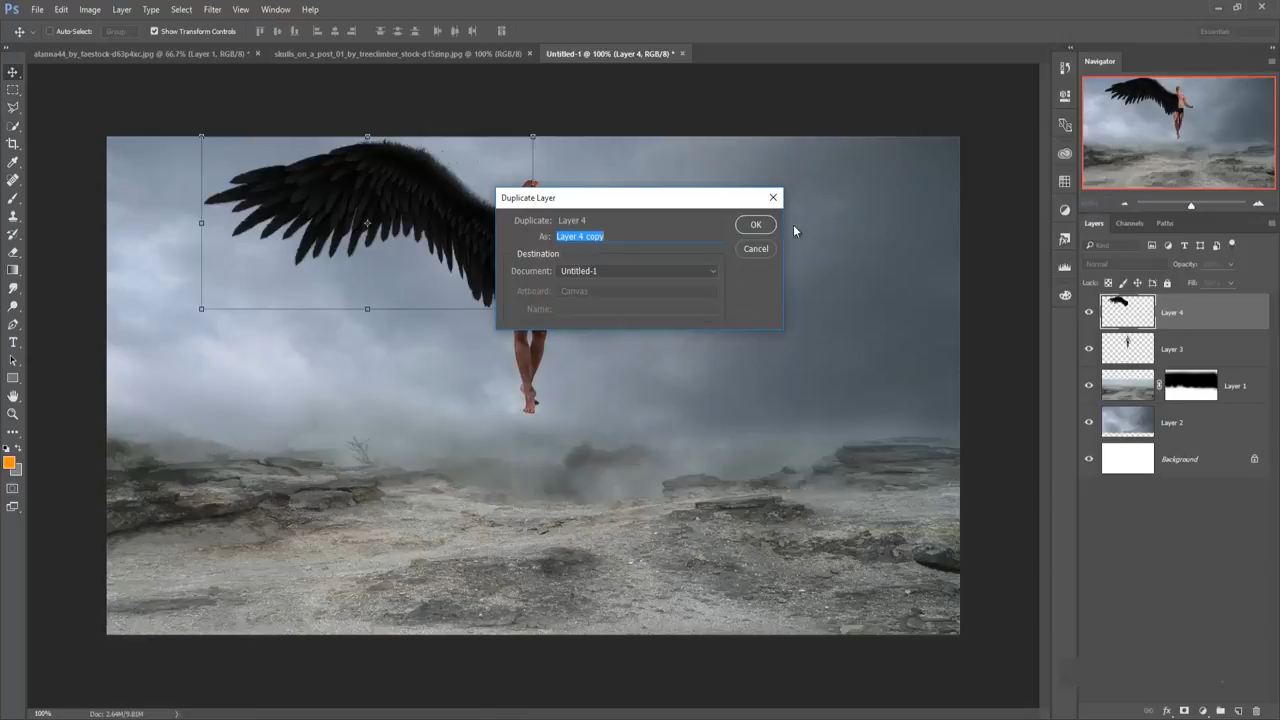 Ps File Edit Image Layer Type Select Filter View Window Help
Auto-Select: Group Show Transform Controls Essentials
alanna44_by_faestock-d63p4xc.jpg @ 66.7% (Layer 1, RGB/8) * × skulls_on_a_post_01_by_treeclimber_stock-d15zinp.jpg @ 100% (RGB/8) × Untitled-1 @ 100% (Layer 4, RGB/8) * ×
Navigator
Duplicate Layer
Duplicate: Layer 4
OK
As: Layer 4 copy
Cancel
Destination
Document: Untitled-1
Artboard: Canvas
Name:
Layers Channels Paths
Kind
Normal Opacity:
Lock: Fill:
Layer 4
Layer 3
Layer 1
Layer 2
Background
100% Doc: 2.64M/9.81M